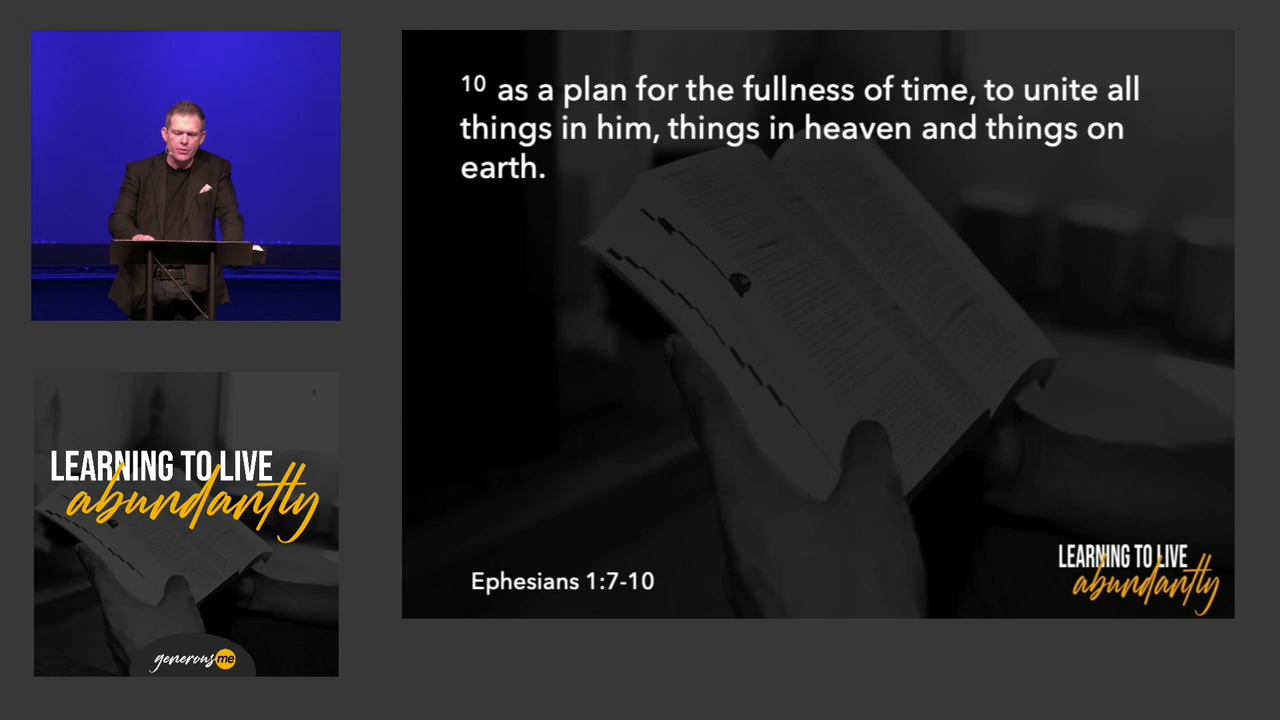 10 as a plan for the fullness of time, to unite all
things in him, things in heaven and things on
earth.
Ephesians 1:7-10
LEARNING TO LIVE
abundantly
LEARNING TO LIVE
abundantly
generous me